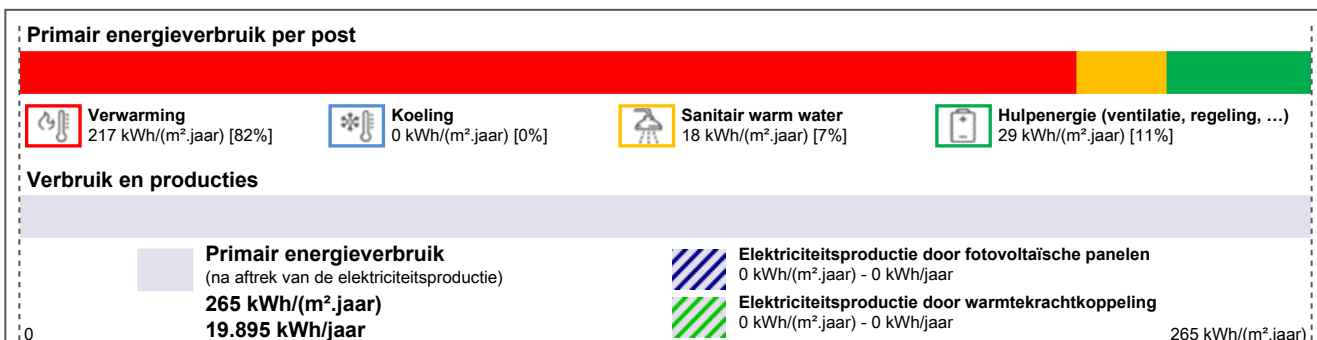 Primair energieverbruik per post
Verwarming
217 kWh/(m².jaar) [82%]
Koeling
0 kWh/(m².jaar) [0%]
Sanitair warm water
18 kWh/(m².jaar) [7%]
Hulpenergie (ventilatie, regeling, …)
29 kWh/(m².jaar) [11%]
Verbruik en producties
Primair energieverbruik
(na aftrek van de elektriciteitsproductie)
265 kWh/(m².jaar)
19.895 kWh/jaar
Elektriciteitsproductie door fotovoltaïsche panelen
0 kWh/(m².jaar) - 0 kWh/jaar
Elektriciteitsproductie door warmtekrachtkoppeling
0 kWh/(m².jaar) - 0 kWh/jaar
0
265 kWh/(m².jaar)